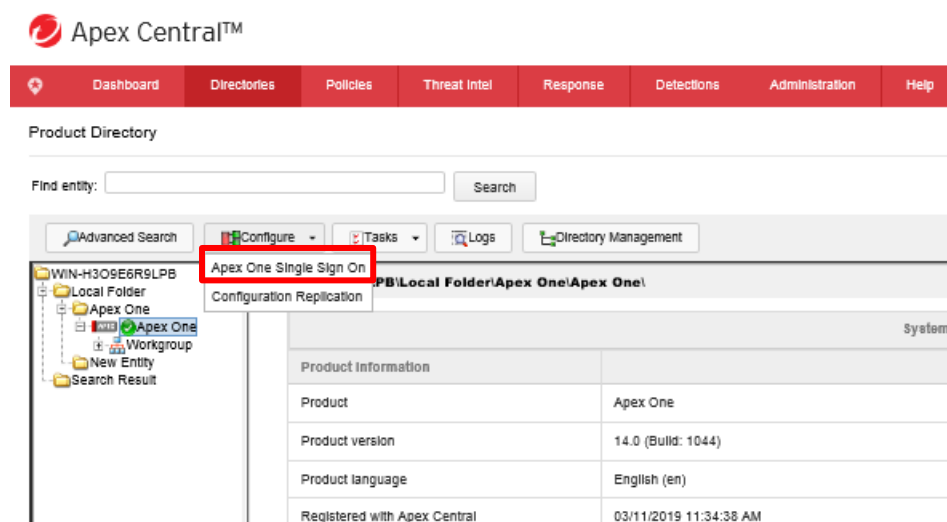 Apex Central™
Dashboard Directories Policies Threat Intel Response Detections Administration Help
Product Directory
Find entity: Search
Advanced Search Configure Tasks Logs Directory Management
Apex One Single Sign On
Configuration Replication
WIN-H3O9E6R9LPB
Local Folder
Apex One
Apex One
Workgroup
New Entity
Search Result
PB\Local Folder\Apex One\Apex One\
System
Product Information
Product Apex One
Product version 14.0 (Build: 1044)
Product language English (en)
Registered with Apex Central 03/11/2019 11:34:38 AM